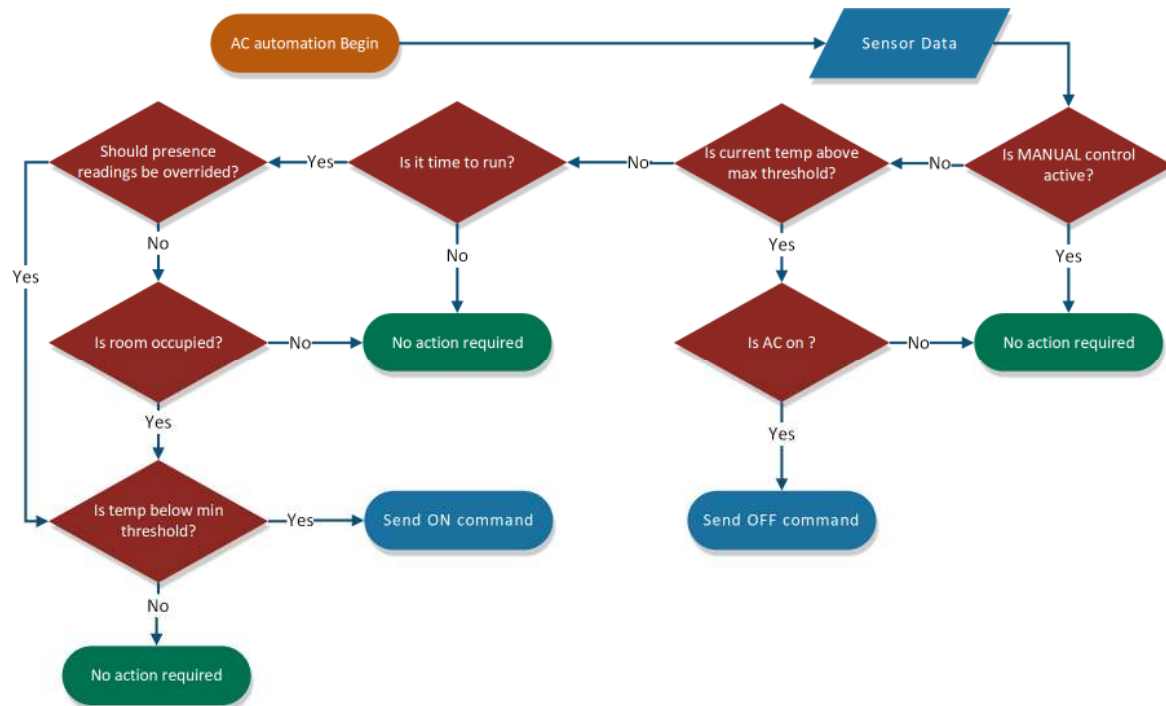 AC automation Begin
Sensor Data
Should presence
readings be overrided?
Yes
Is it time to run?
No
Is current temp above
max threshold?
No
Is MANUAL control
active?
No
No
Yes
Yes
Yes
Is room occupied?
No
No action required
Is AC on ?
No
No action required
Yes
Yes
Is temp below min
threshold?
Yes
Send ON command
Send OFF command
No
No action required